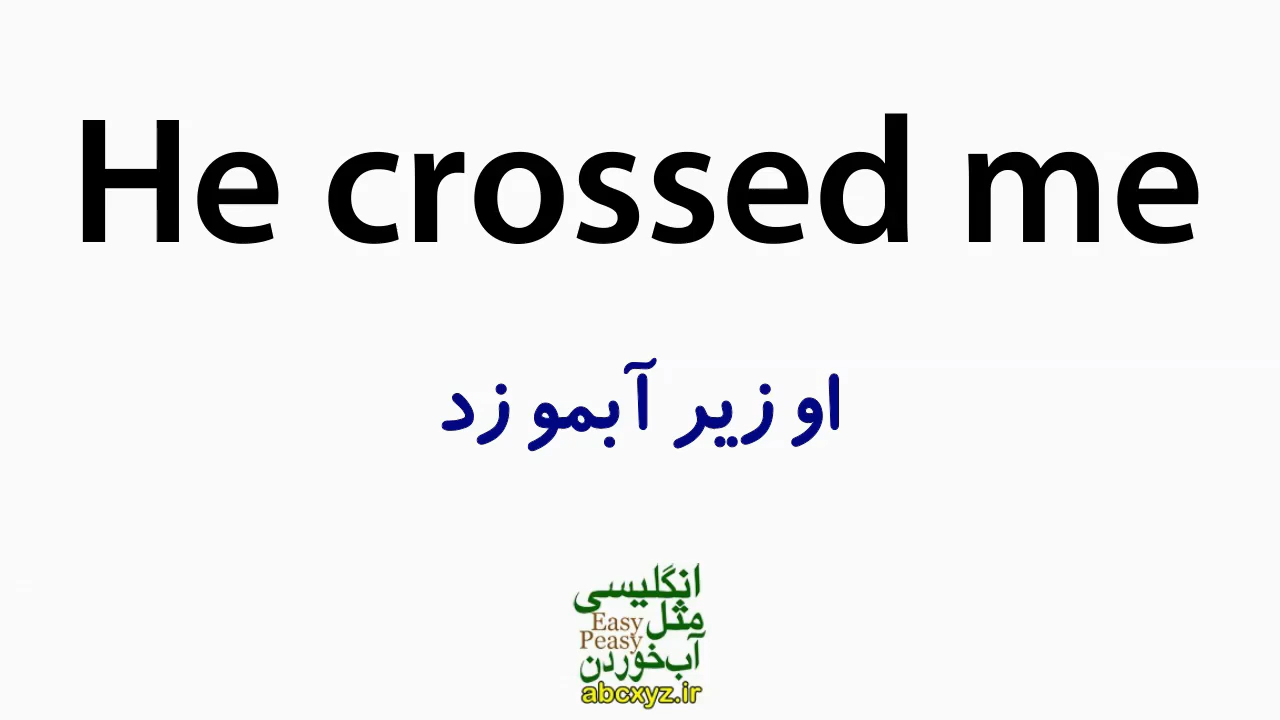 He crossed me
او زیر آبمو زد
انگلیسی
مثل
Easy
Peasy
آب‌خوردن
abcxyz.ir